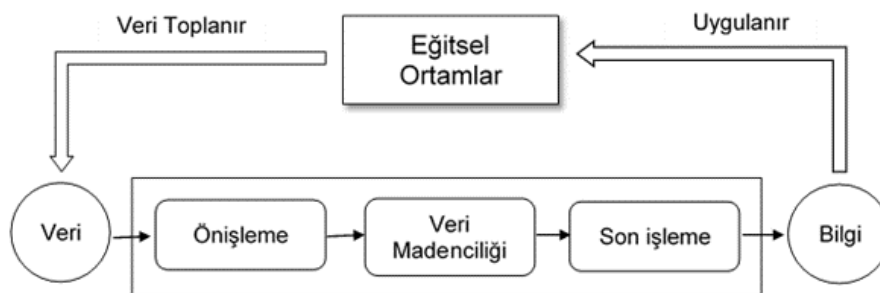 Veri Toplanır
Eğitsel
Ortamlar
Uygulanır
Veri
Önişleme
Veri
Madenciliği
Son işleme
Bilgi